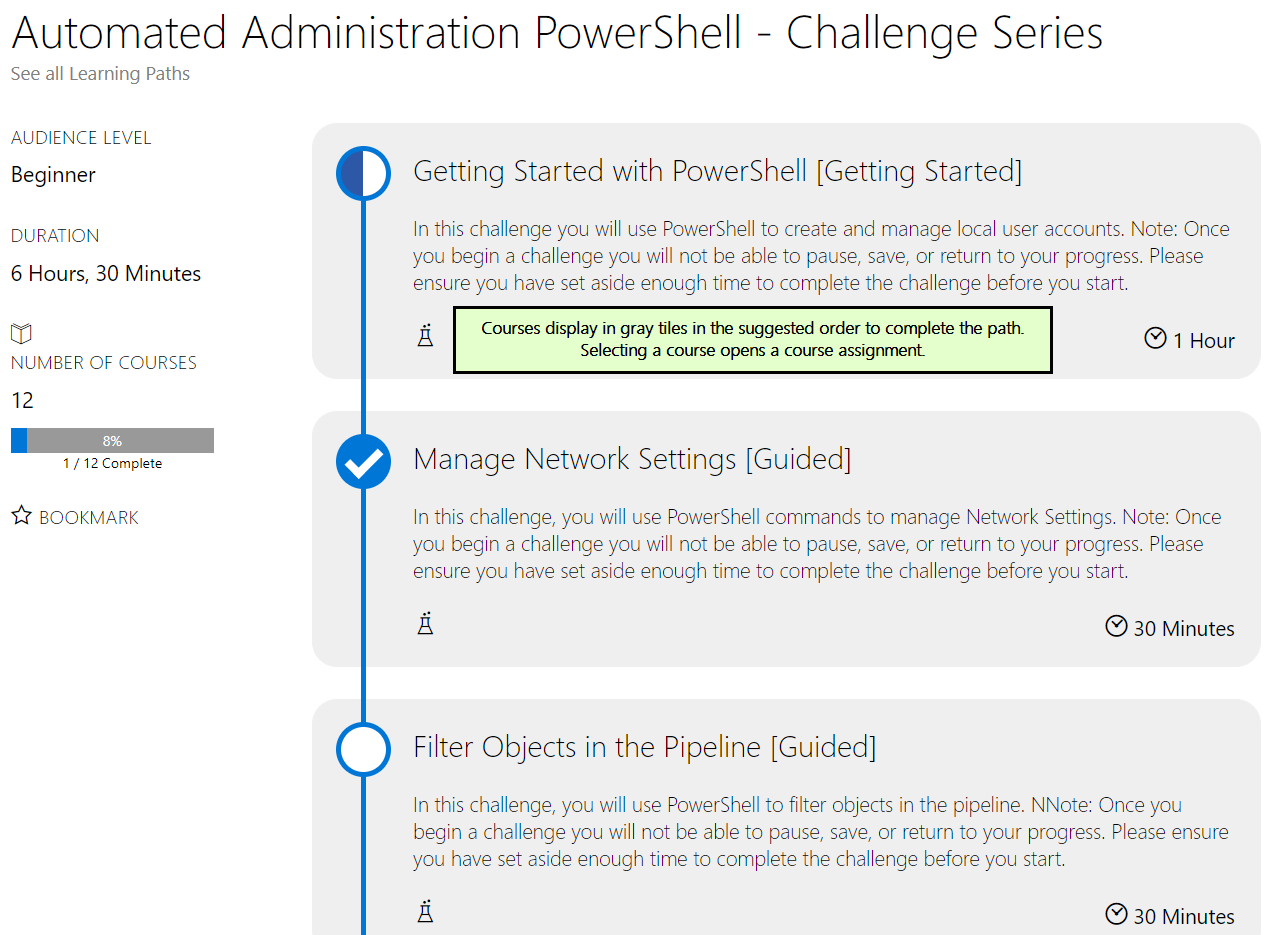 Automated Administration PowerShell - Challenge Series
See all Learning Paths
AUDIENCE LEVEL
Beginner
DURATION
6 Hours, 30 Minutes
NUMBER OF COURSES
12
8%
1 / 12 Complete
BOOKMARK
Getting Started with PowerShell [Getting Started]
In this challenge you will use PowerShell to create and manage local user accounts. Note: Once
you begin a challenge you will not be able to pause, save, or return to your progress. Please
ensure you have set aside enough time to complete the challenge before you start.
Courses display in gray tiles in the suggested order to complete the path.
Selecting a course opens a course assignment.
1 Hour
Manage Network Settings [Guided]
In this challenge, you will use PowerShell commands to manage Network Settings. Note: Once
you begin a challenge you will not be able to pause, save, or return to your progress. Please
ensure you have set aside enough time to complete the challenge before you start.
30 Minutes
Filter Objects in the Pipeline [Guided]
In this challenge, you will use PowerShell to filter objects in the pipeline. NNote: Once you
begin a challenge you will not be able to pause, save, or return to your progress. Please ensure
you have set aside enough time to complete the challenge before you start.
30 Minutes